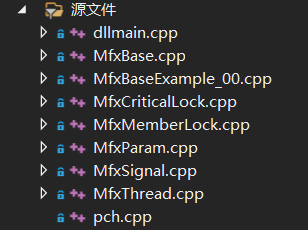 源文件
dllmain.cpp
MfxBase.cpp
MfxBaseExample_00.cpp
MfxCriticalLock.cpp
MfxMemberLock.cpp
MfxParam.cpp
MfxSignal.cpp
MfxThread.cpp
pch.cpp